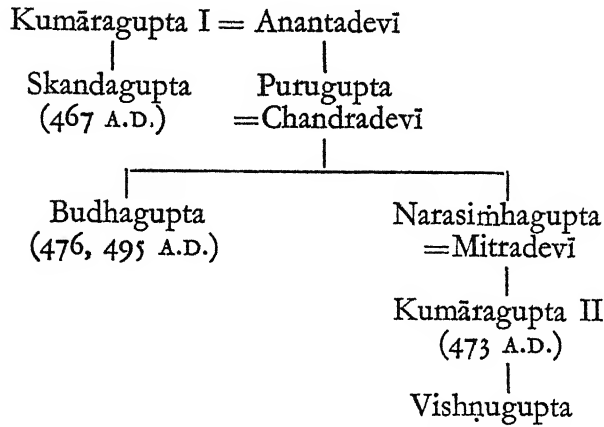 Kumāragupta I = Anantadevī
Skandagupta Purugupta
(467 A.D.) =Chandradevī
Budhagupta Narasiṁhagupta
(476, 495 A.D.) =Mitradevī
Kumāragupta II
(473 A.D.)
Vishṇugupta